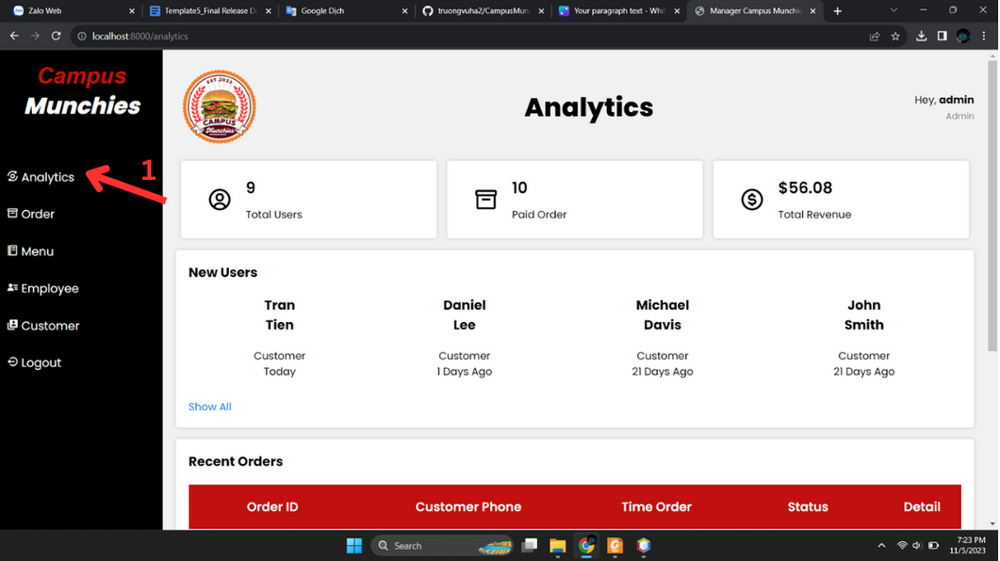 Zalo Web
Template5_Final Release Do
Google Dịch
truongvuha2/CampusMun
Your paragraph text - Whi
Manager Campus Munchie
localhost:8000/analytics
Campus
Munchies
Analytics
1
Order
Menu
Employee
Customer
Logout
EST.2023
CAMPUS
Munchies
Analytics
Hey, admin
Admin
9
Total Users
10
Paid Order
$56.08
Total Revenue
New Users
Tran
Tien
Customer
Today
Daniel
Lee
Customer
1 Days Ago
Michael
Davis
Customer
21 Days Ago
John
Smith
Customer
21 Days Ago
Show All
Recent Orders
Order ID Customer Phone Time Order Status Detail
Search
7:23 PM
11/5/2023